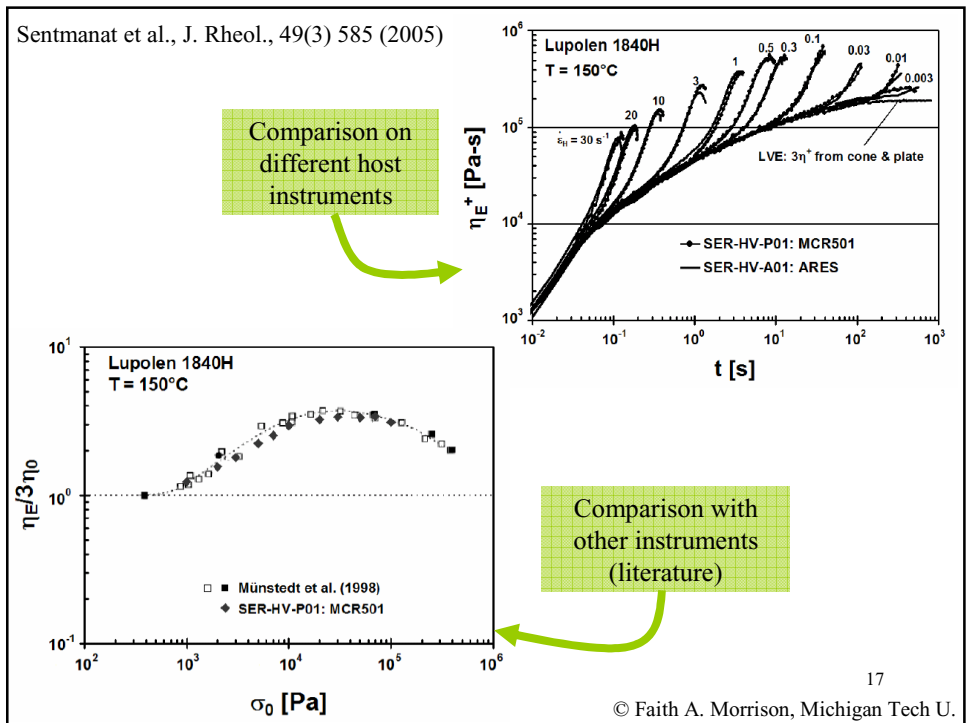 Sentmanat et al., J. Rheol., 49(3) 585 (2005)
Comparison on
different host
instruments
Lupolen 1840H
T = 150°C
ηE+ [Pa-s]
10^6
10^5
10^4
10^3
ε̇H = 30 s-1
20
10
3
1
0.5
0.3
0.1
0.03
0.01
0.003
LVE: 3η+ from cone & plate
SER-HV-P01: MCR501
SER-HV-A01: ARES
10^-2
10^-1
10^0
10^1
10^2
10^3
t [s]
Lupolen 1840H
T = 150°C
ηE/3η0
10^1
10^0
10^-1
Münstedt et al. (1998)
SER-HV-P01: MCR501
10^2
10^3
10^4
10^5
10^6
σ0 [Pa]
Comparison with
other instruments
(literature)
17
© Faith A. Morrison, Michigan Tech U.